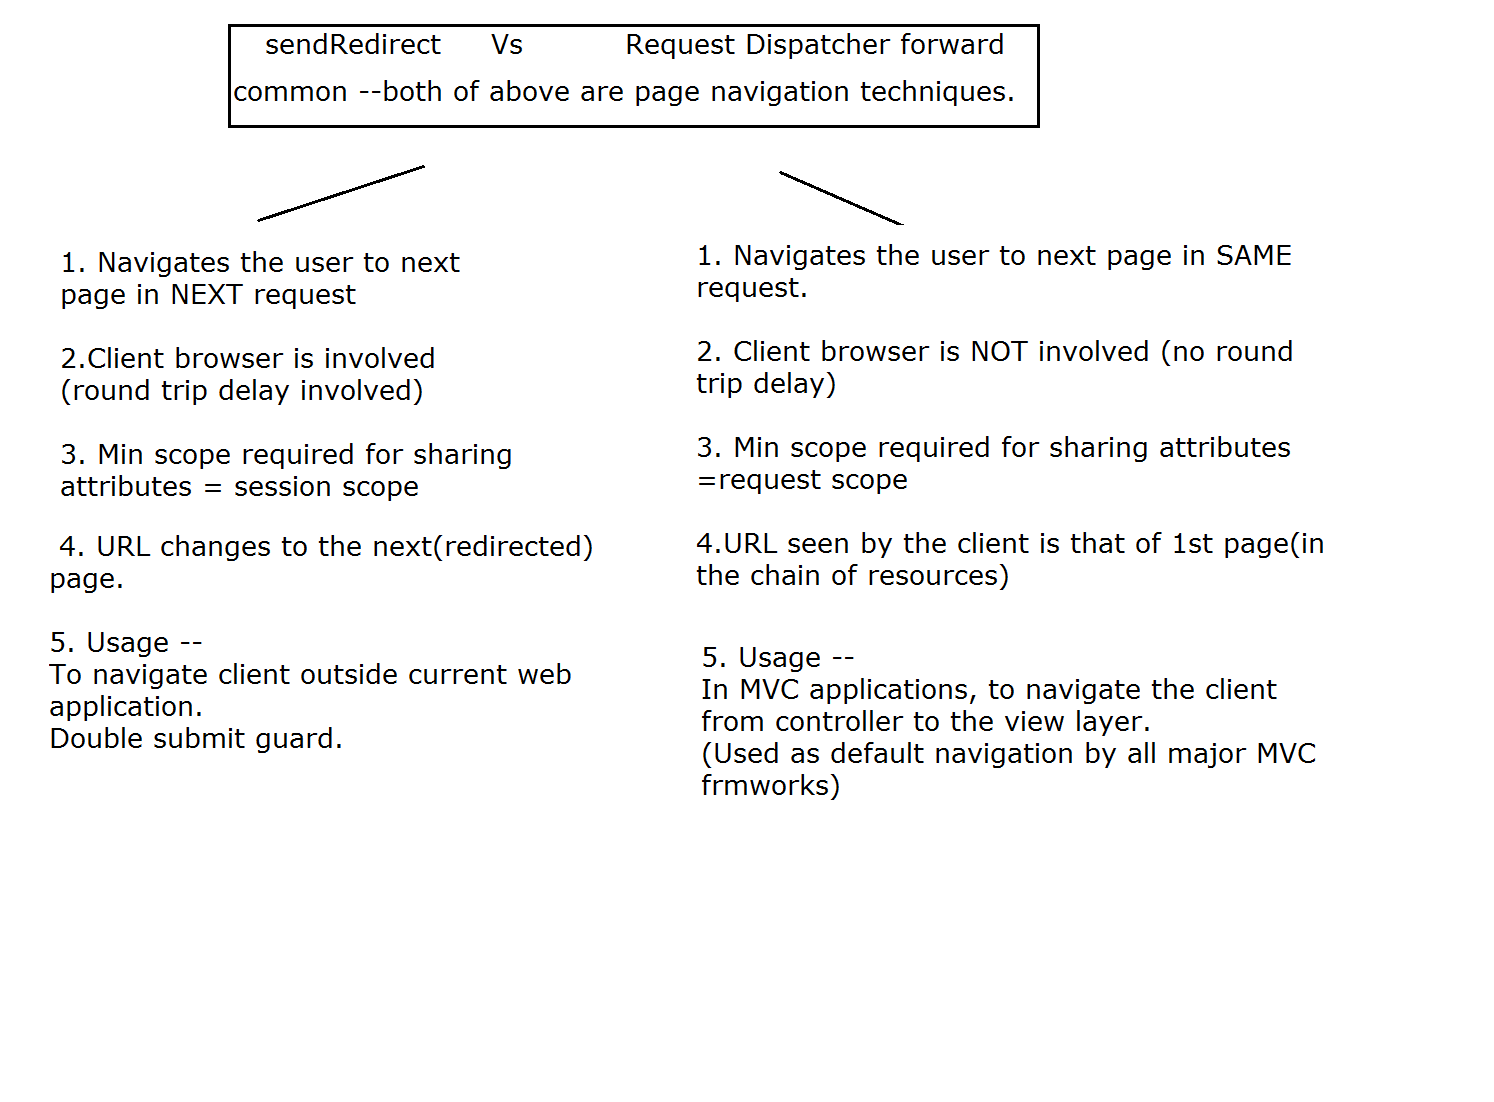 sendRedirect Vs Request Dispatcher forward
common --both of above are page navigation techniques.
1. Navigates the user to next
page in NEXT request
2.Client browser is involved
(round trip delay involved)
3. Min scope required for sharing
attributes = session scope
4. URL changes to the next(redirected)
page.
5. Usage --
To navigate client outside current web
application.
Double submit guard.
1. Navigates the user to next page in SAME
request.
2. Client browser is NOT involved (no round
trip delay)
3. Min scope required for sharing attributes
=request scope
4.URL seen by the client is that of 1st page(in
the chain of resources)
5. Usage --
In MVC applications, to navigate the client
from controller to the view layer.
(Used as default navigation by all major MVC
frmworks)